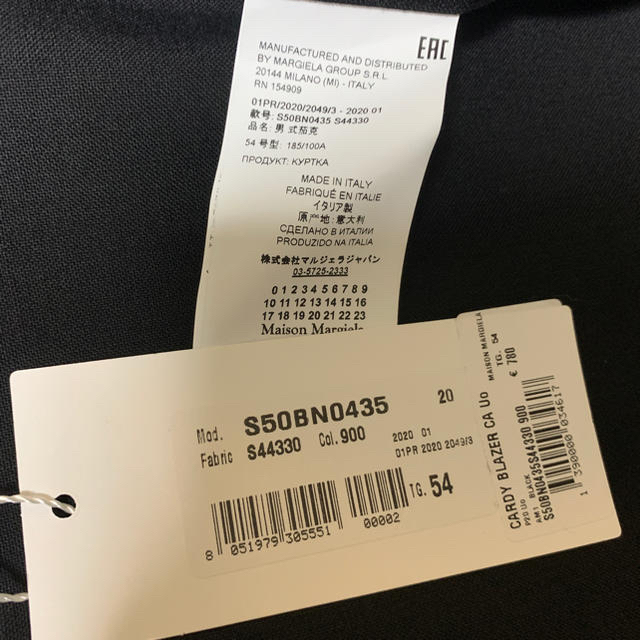 EAC
MANUFACTURED AND DISTRIBUTED
BY MARGIELA GROUP S.R.L.
20144 MILANO (MI) - ITALY
RN 154909
01PR/2020/2049/3 - 2020 01
款号: S50BN0435 S44330
品名: 男式茄克
54 号型: 185/100A
ПРОДУКТ: КУРТКА
MADE IN ITALY
FABRIQUÉ EN ITALIE
イタリア製
原产地: 意大利
СДЕЛАНО В ИТАЛИИ
PRODUZIDO NA ITALIA
株式会社マルジェラジャパン
03-5725-2333
0 1 2 3 4 5 6 7 8 9
10 11 12 13 14 15 16
17 18 19 20 21 22 23
Maison Margiela
Mod. S50BN0435 20
Fabric S44330 Col. 900 2020 01
01PR 2020 2049/3
00002
TG. 54
8 051979 305551
MAISON MARGIELA
TG. 54
€ 780
CARDY BLAZER CA Uo
P20 Uo BLACK
AM1
S50BN0435S44330 900
1 390000 034617